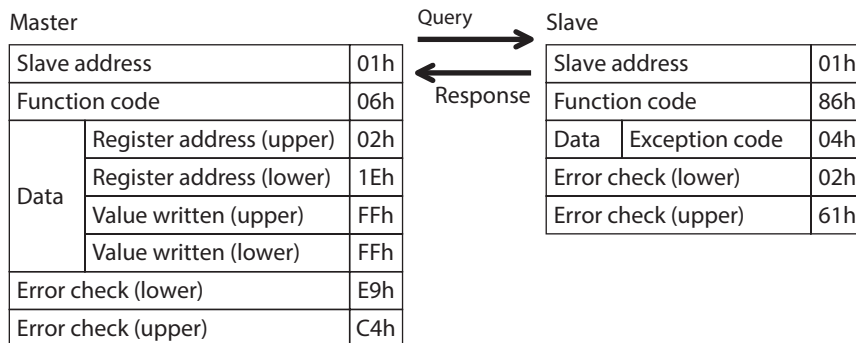 Master
Query
Slave
Slave address 01h
Function code 06h
Data
Register address (upper) 02h
Register address (lower) 1Eh
Value written (upper) FFh
Value written (lower) FFh
Error check (lower) E9h
Error check (upper) C4h
Response
Slave address 01h
Function code 86h
Data Exception code 04h
Error check (lower) 02h
Error check (upper) 61h